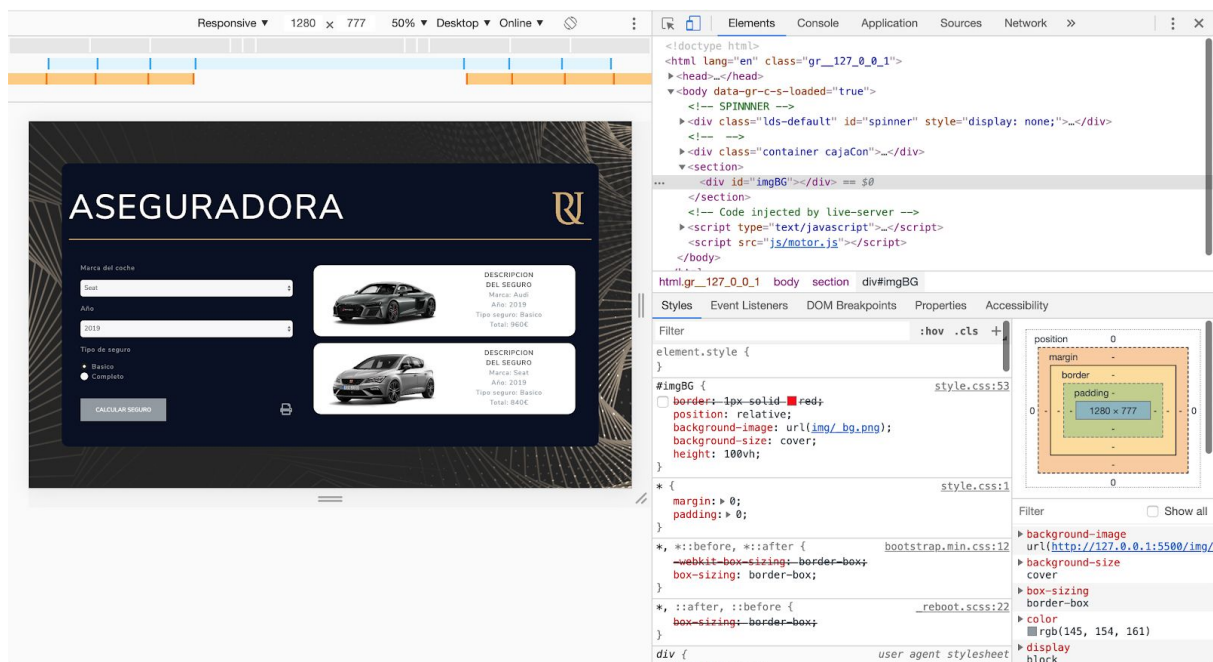 Responsive ▼ 1280 x 777 50% ▼ Desktop ▼ Online ▼
ASEGURADORA
Marca del coche
Seat
Año
2019
Tipo de seguro
Basico
Completo
CALCULAR SEGURO
DESCRIPCION
DEL SEGURO
Marca: Audi
Año: 2019
Tipo seguro: Basico
Total: 960€
DESCRIPCION
DEL SEGURO
Marca: Seat
Año: 2019
Tipo seguro: Basico
Total: 840€
Elements Console Application Sources Network »
<!doctype html>
<html lang="en" class="gr__127_0_0_1">
▶<head>…</head>
▼<body data-gr-c-s-loaded="true">
<!-- SPINNNER -->
▶<div class="lds-default" id="spinner" style="display: none;">…</div>
<!-- -->
▶<div class="container cajaCon">…</div>
▼<section>
<div id="imgBG"></div> == $0
</section>
<!-- Code injected by live-server -->
▶<script type="text/javascript">…</script>
<script src="js/motor.js"></script>
</body>
html.gr__127_0_0_1 body section div#imgBG
Styles Event Listeners DOM Breakpoints Properties Accessibility
Filter :hov .cls +
element.style {
}
#imgBG { style.css:53
border: 1px solid red;
position: relative;
background-image: url(img/_bg.png);
background-size: cover;
height: 100vh;
}
* { style.css:1
margin: ▶ 0;
padding: ▶ 0;
}
*, *::before, *::after { bootstrap.min.css:12
-webkit-box-sizing: border-box;
box-sizing: border-box;
}
*, ::after, ::before { _reboot.scss:22
box-sizing: border-box;
}
div { user agent stylesheet
position 0
margin -
border -
padding -
0 - - - 1280 × 777 - - - 0
-
-
-
0
Filter Show all
▶ background-image
url(http://127.0.0.1:5500/img/
▶ background-size
cover
▶ box-sizing
border-box
▶ color
rgb(145, 154, 161)
▶ display
block